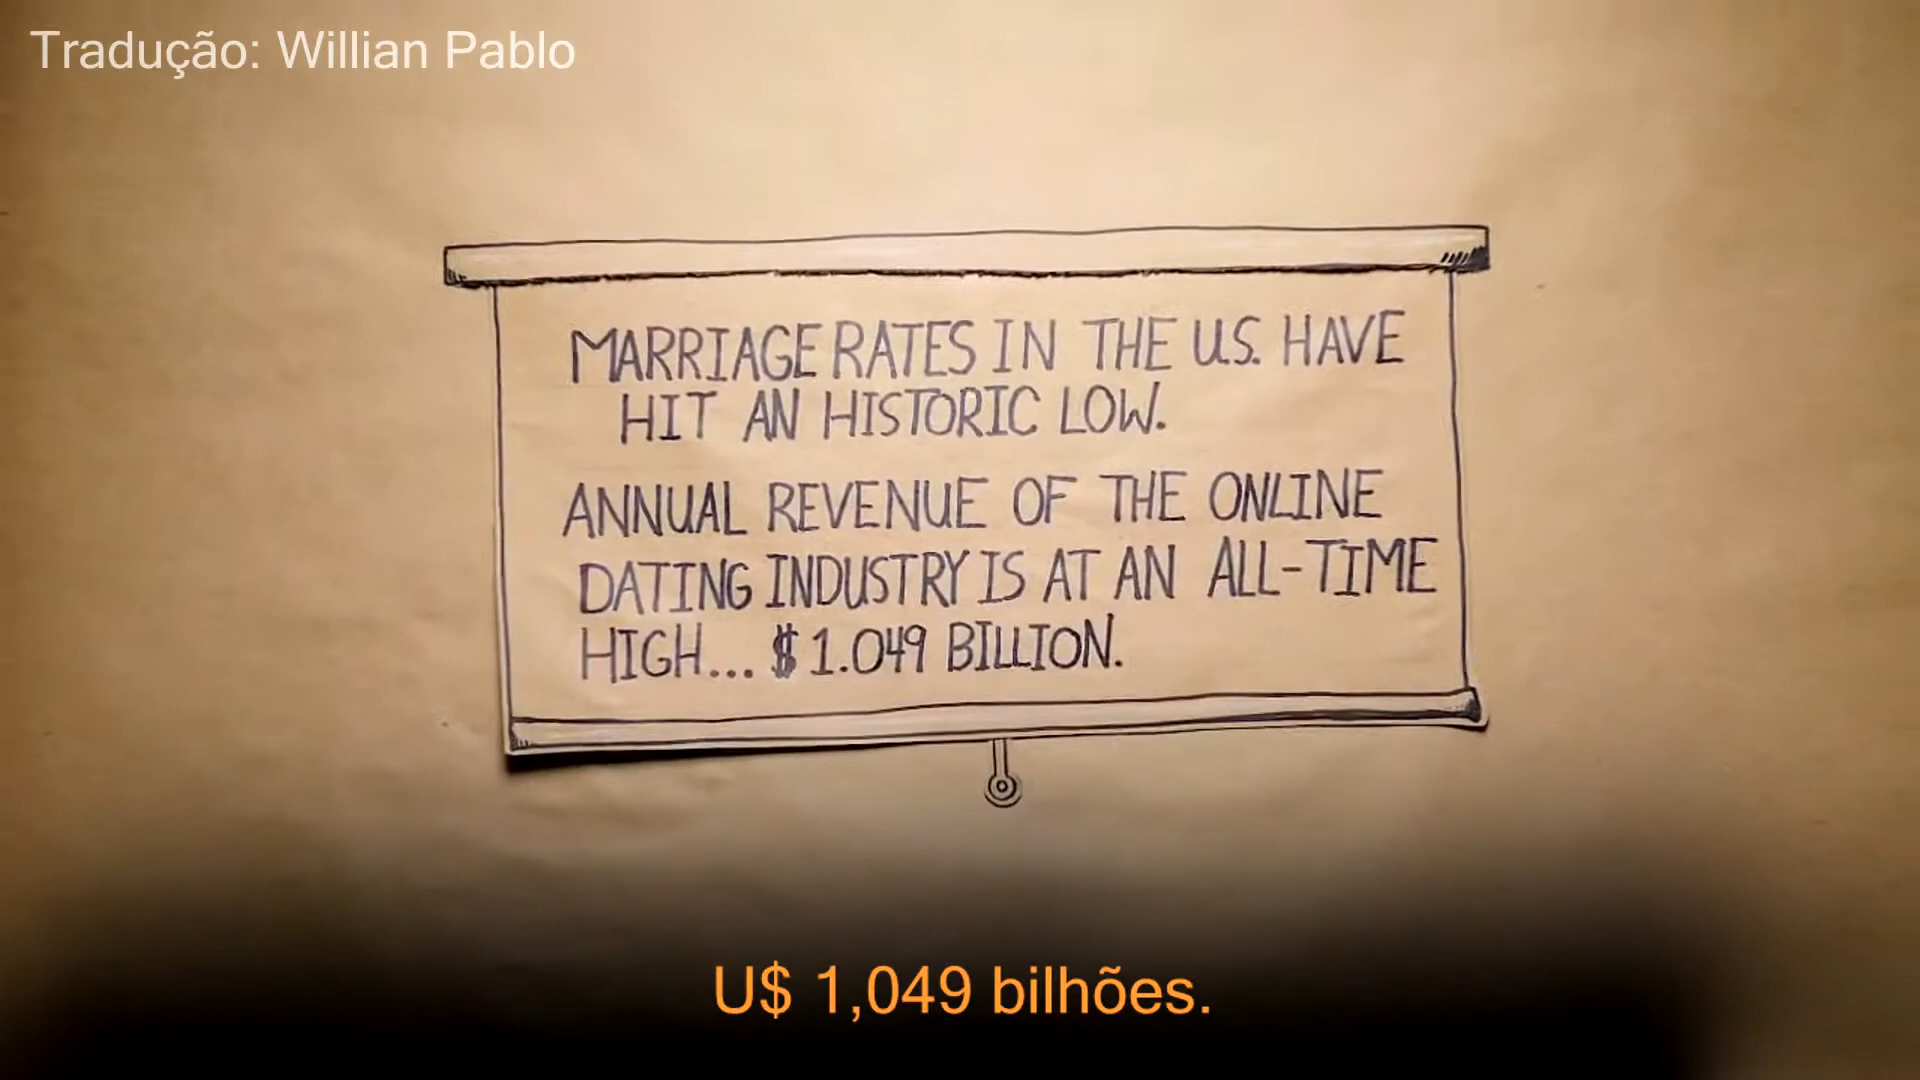 Tradução: Willian Pablo
MARRIAGE RATES IN THE U.S. HAVE
HIT AN HISTORIC LOW.
ANNUAL REVENUE OF THE ONLINE
DATING INDUSTRY IS AT AN ALL-TIME
HIGH... $1.049 BILLION.
U$ 1,049 bilhões.